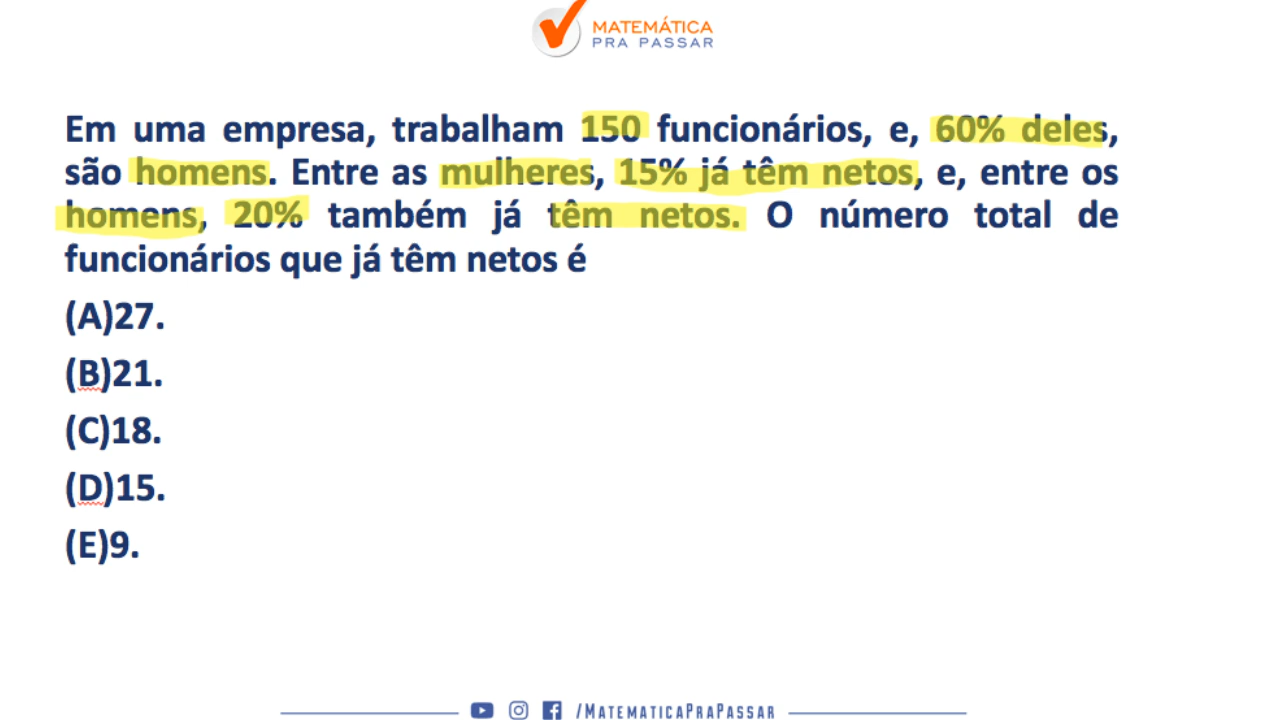 MATEMÁTICA
PRA PASSAR
Em uma empresa, trabalham 150 funcionários, e, 60% deles,
são homens. Entre as mulheres, 15% já têm netos, e, entre os
homens, 20% também já têm netos. O número total de
funcionários que já têm netos é
(A)27.
(B)21.
(C)18.
(D)15.
(E)9.
/MATEMATICAPRAPASSAR